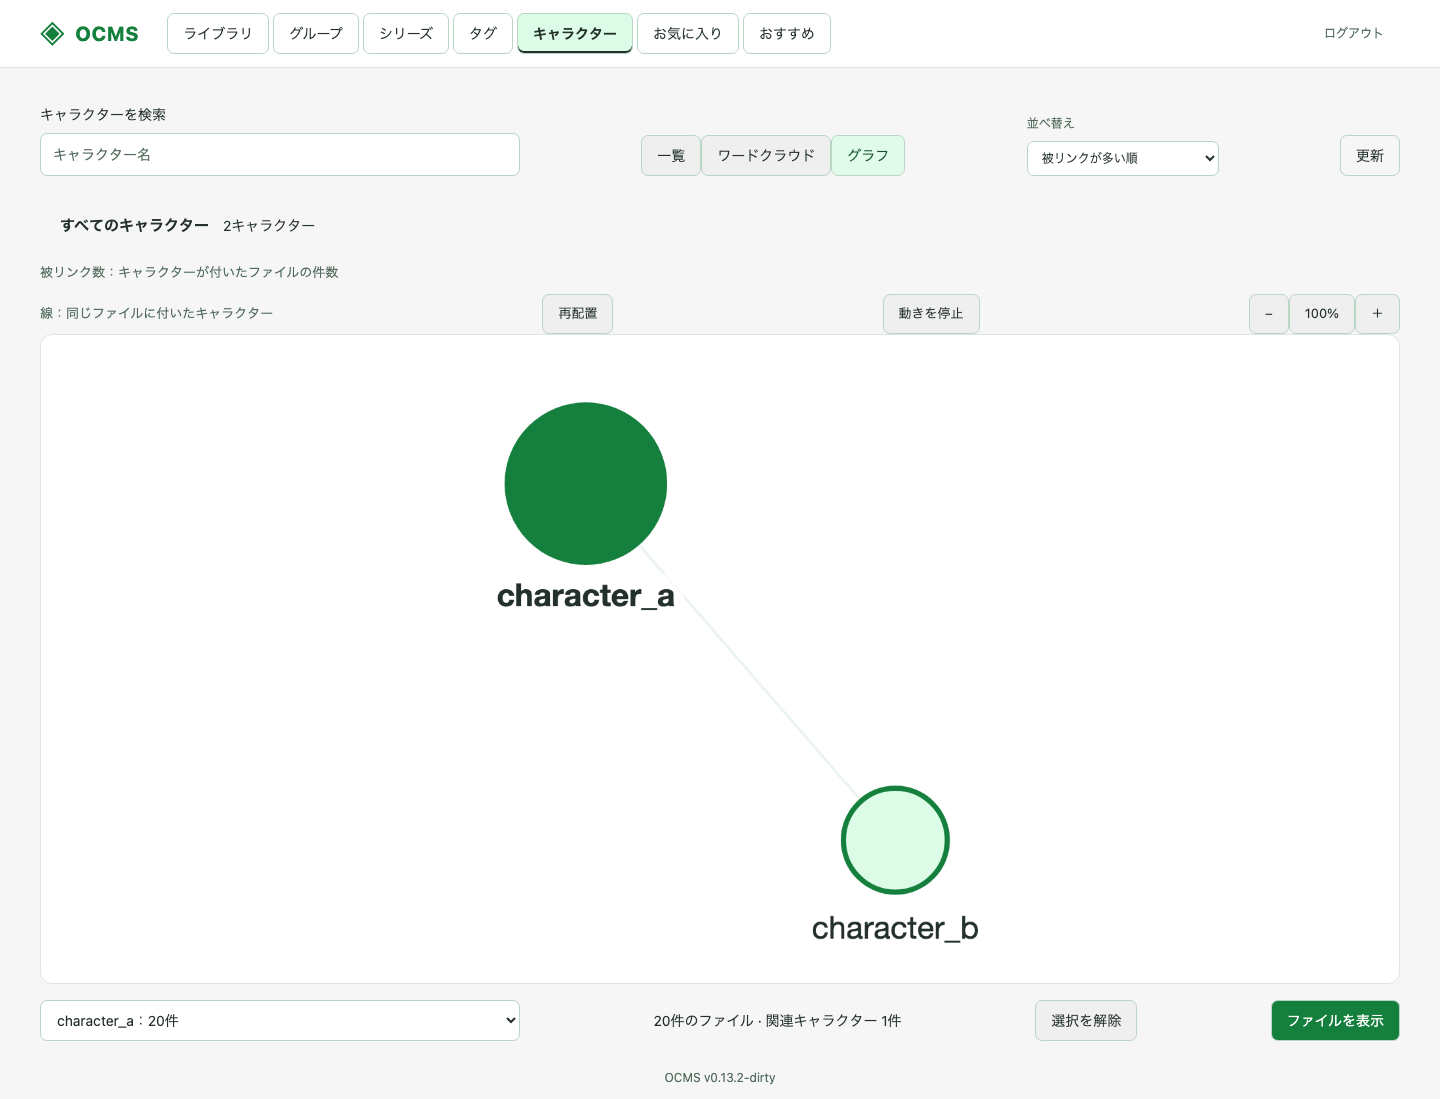 OCMS
ライブラリ
グループ
シリーズ
タグ
キャラクター
お気に入り
おすすめ
ログアウト
キャラクターを検索
キャラクター名
一覧
ワードクラウド
グラフ
並べ替え
被リンクが多い順
更新
すべてのキャラクター 2キャラクター
被リンク数：キャラクターが付いたファイルの件数
線：同じファイルに付いたキャラクター
再配置
動きを停止
−
100%
+
character_a
character_b
character_a：20件
20件のファイル · 関連キャラクター 1件
選択を解除
ファイルを表示
OCMS v0.13.2-dirty